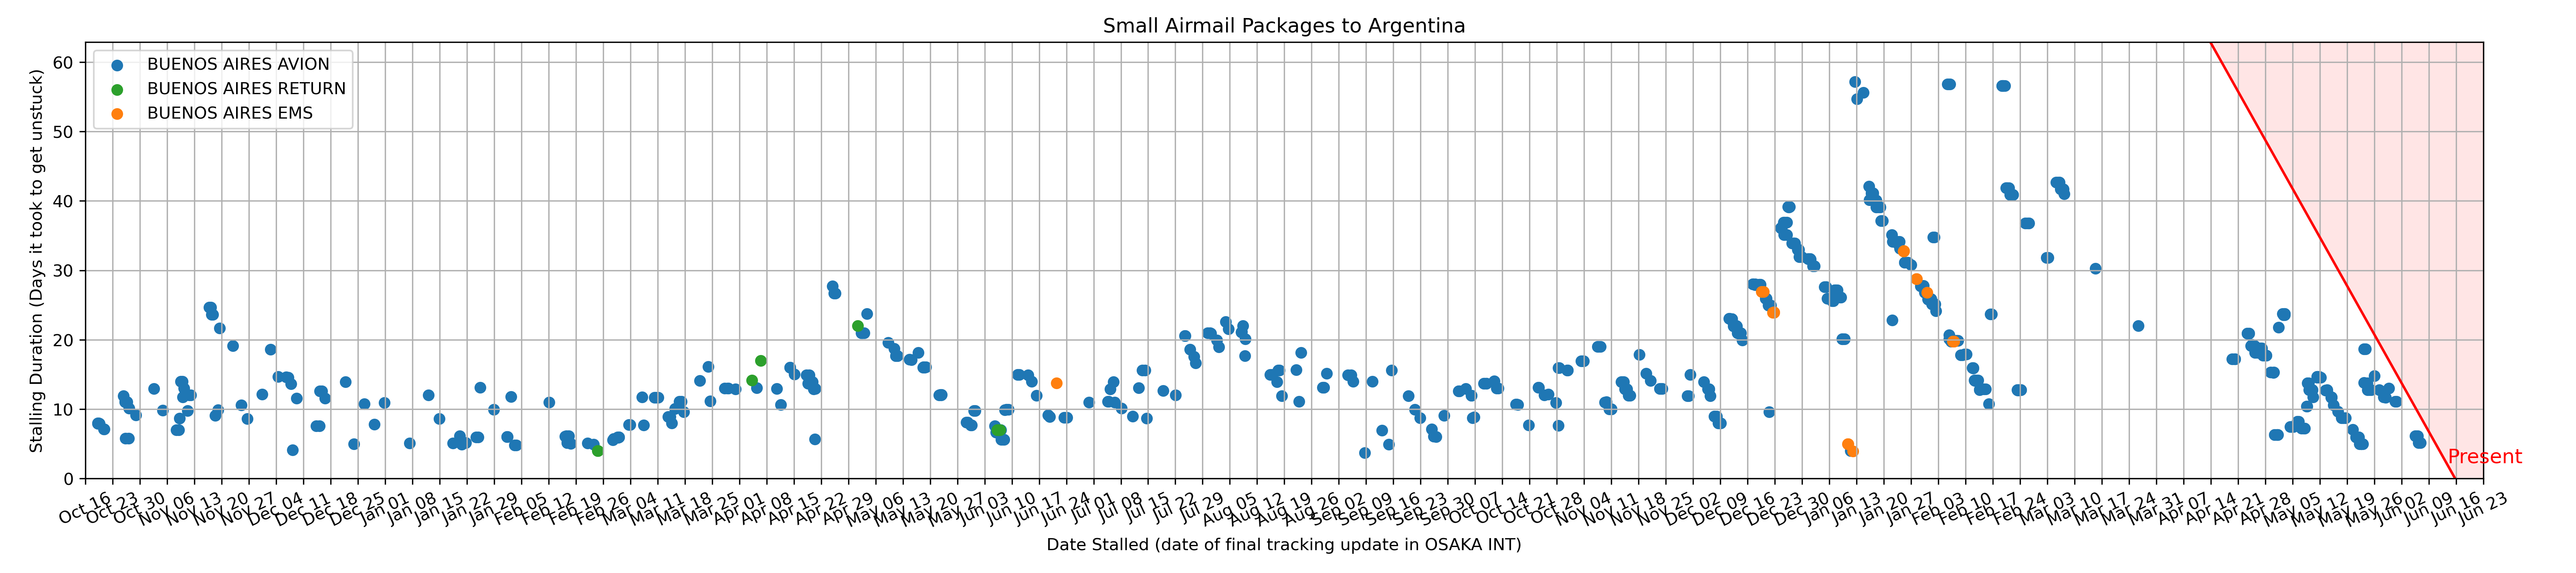 Small Airmail Packages to Argentina
BUENOS AIRES AVION
BUENOS AIRES RETURN
BUENOS AIRES EMS
Stalling Duration (Days it took to get unstuck)
60
50
40
30
20
10
0
Present
Oct 16 Oct 23 Oct 30 Nov 06 Nov 13 Nov 20 Nov 27 Dec 04 Dec 11 Dec 18 Dec 25 Jan 01 Jan 08 Jan 15 Jan 22 Jan 29 Feb 05 Feb 12 Feb 19 Feb 26 Mar 04 Mar 11 Mar 18 Mar 25 Apr 01 Apr 08 Apr 15 Apr 22 Apr 29 May 06 May 13 May 20 May 27 Jun 03 Jun 10 Jun 17 Jun 24 Jul 01 Jul 08 Jul 15 Jul 22 Jul 29 Aug 05 Aug 12 Aug 19 Aug 26 Sep 02 Sep 09 Sep 16 Sep 23 Sep 30 Oct 07 Oct 14 Oct 21 Oct 28 Nov 04 Nov 11 Nov 18 Nov 25 Dec 02 Dec 09 Dec 16 Dec 23 Dec 30 Jan 06 Jan 13 Jan 20 Jan 27 Feb 03 Feb 10 Feb 17 Feb 24 Mar 03 Mar 10 Mar 17 Mar 24 Mar 31 Apr 07 Apr 14 Apr 21 Apr 28 May 05 May 12 May 19 May 26 Jun 02 Jun 09 Jun 16 Jun 23
Date Stalled (date of final tracking update in OSAKA INT)